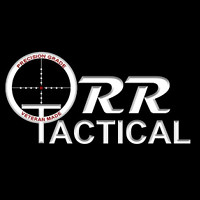 PRECISION GRADE
ORR
TACTICAL
VETERAN MADE